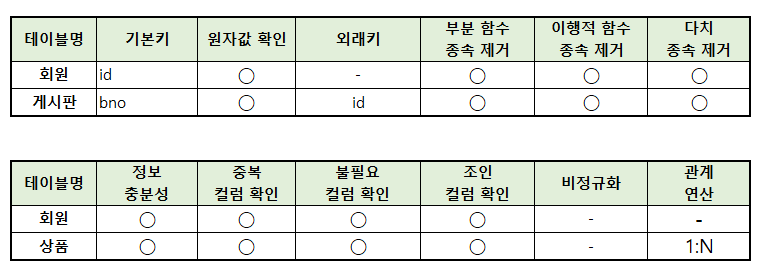 테이블명 기본키 원자값 확인 외래키 부분 함수 종속 제거 이행적 함수 종속 제거 다치 종속 제거
회원 id ○ - ○ ○ ○
게시판 bno ○ id ○ ○ ○
테이블명 정보 충분성 중복 컬럼 확인 불필요 컬럼 확인 조인 컬럼 확인 비정규화 관계 연산
회원 ○ ○ ○ ○ - -
상품 ○ ○ ○ ○ - 1:N